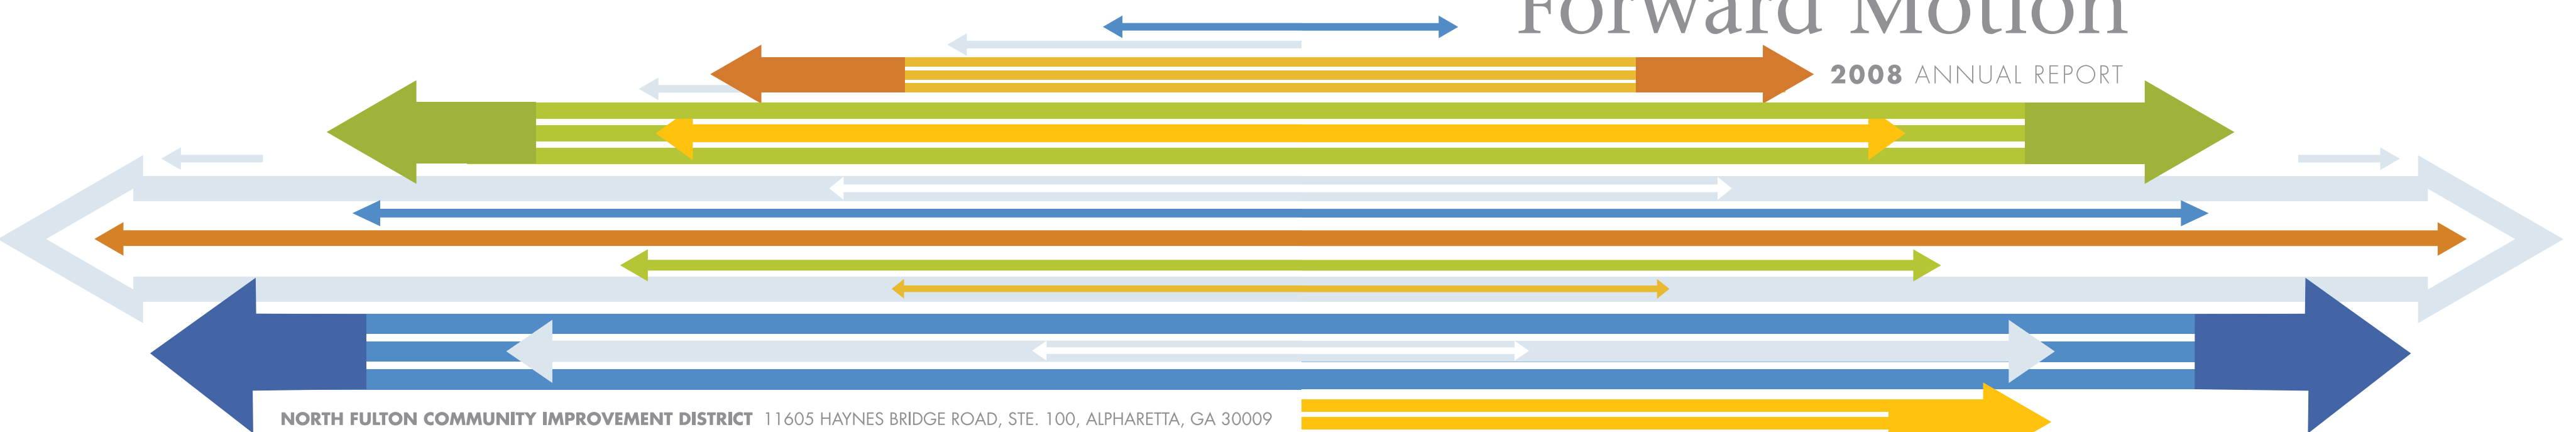 Forward Motion
2008 ANNUAL REPORT
NORTH FULTON COMMUNITY IMPROVEMENT DISTRICT 11605 HAYNES BRIDGE ROAD, STE. 100, ALPHARETTA, GA 30009